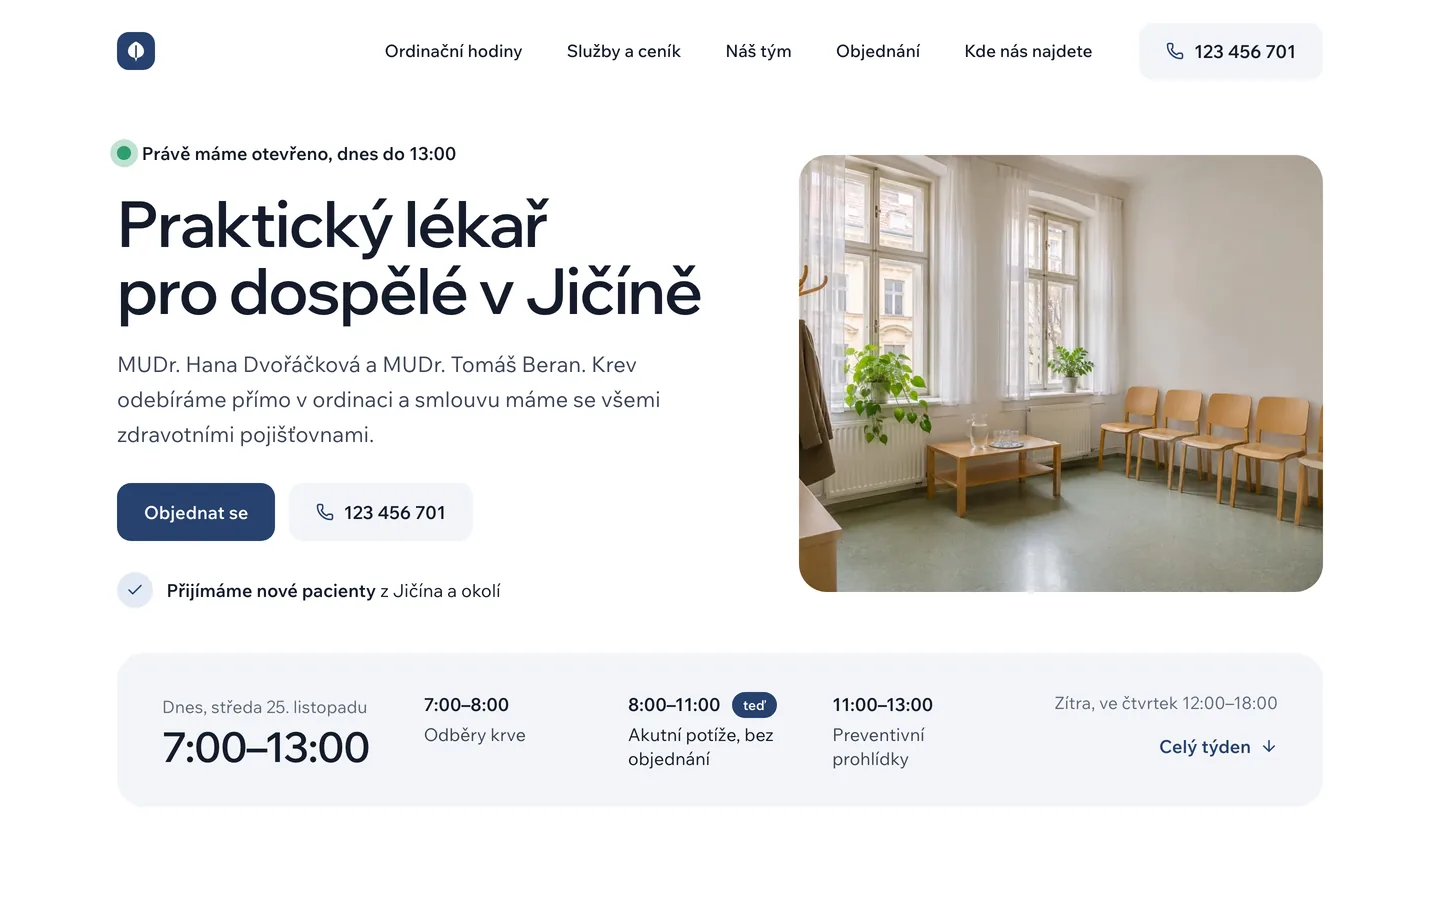 Ordinační hodiny
Služby a ceník
Náš tým
Objednání
Kde nás najdete
123 456 701
Právě máme otevřeno, dnes do 13:00
Praktický lékař
pro dospělé v Jičíně
MUDr. Hana Dvořáčková a MUDr. Tomáš Beran. Krev
odebíráme přímo v ordinaci a smlouvu máme se všemi
zdravotními pojišťovnami.
Objednat se
123 456 701
Přijímáme nové pacienty z Jičína a okolí
Dnes, středa 25. listopadu
7:00–13:00
7:00–8:00
Odběry krve
8:00–11:00 teď
Akutní potíže, bez
objednání
11:00–13:00
Preventivní
prohlídky
Zítra, ve čtvrtek 12:00–18:00
Celý týden